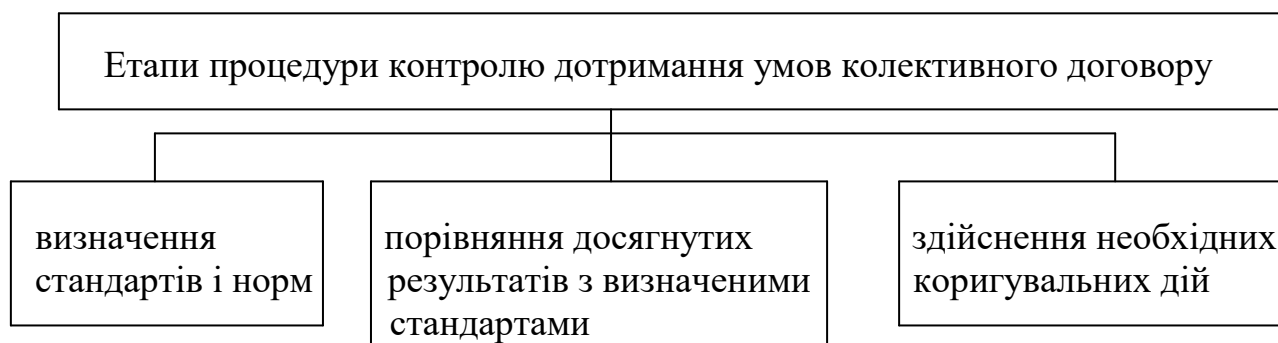 Етапи процедури контролю дотримання умов колективного договору
визначення
стандартів і норм
порівняння досягнутих
результатів з визначеними
стандартами
здійснення необхідних
коригувальних дій